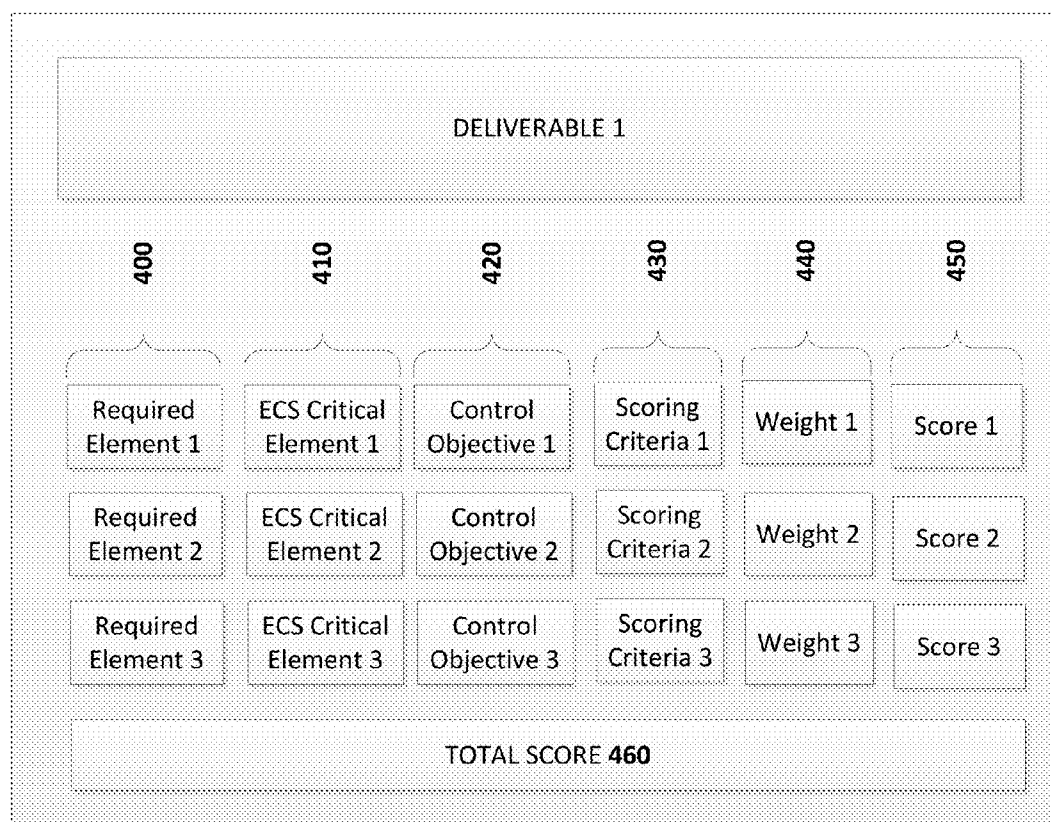 DELIVERABLE 1
400 410 420 430 440 450
Required ECS Critical Control Scoring Weight 1 Score 1
Element 1 Element 1 Objective 1 Criteria 1
Required ECS Critical Control Scoring Weight 2 Score 2
Element 2 Element 2 Objective 2 Criteria 2
Required ECS Critical Control Scoring Weight 3 Score 3
Element 3 Element 3 Objective 3 Criteria 3
TOTAL SCORE 460